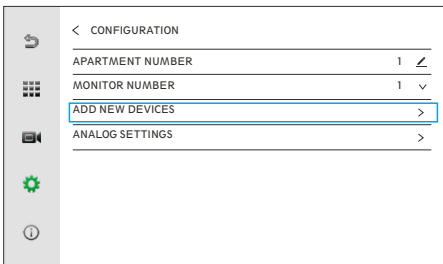 < CONFIGURATION
APARTMENT NUMBER 1
MONITOR NUMBER 1
ADD NEW DEVICES >
ANALOG SETTINGS >